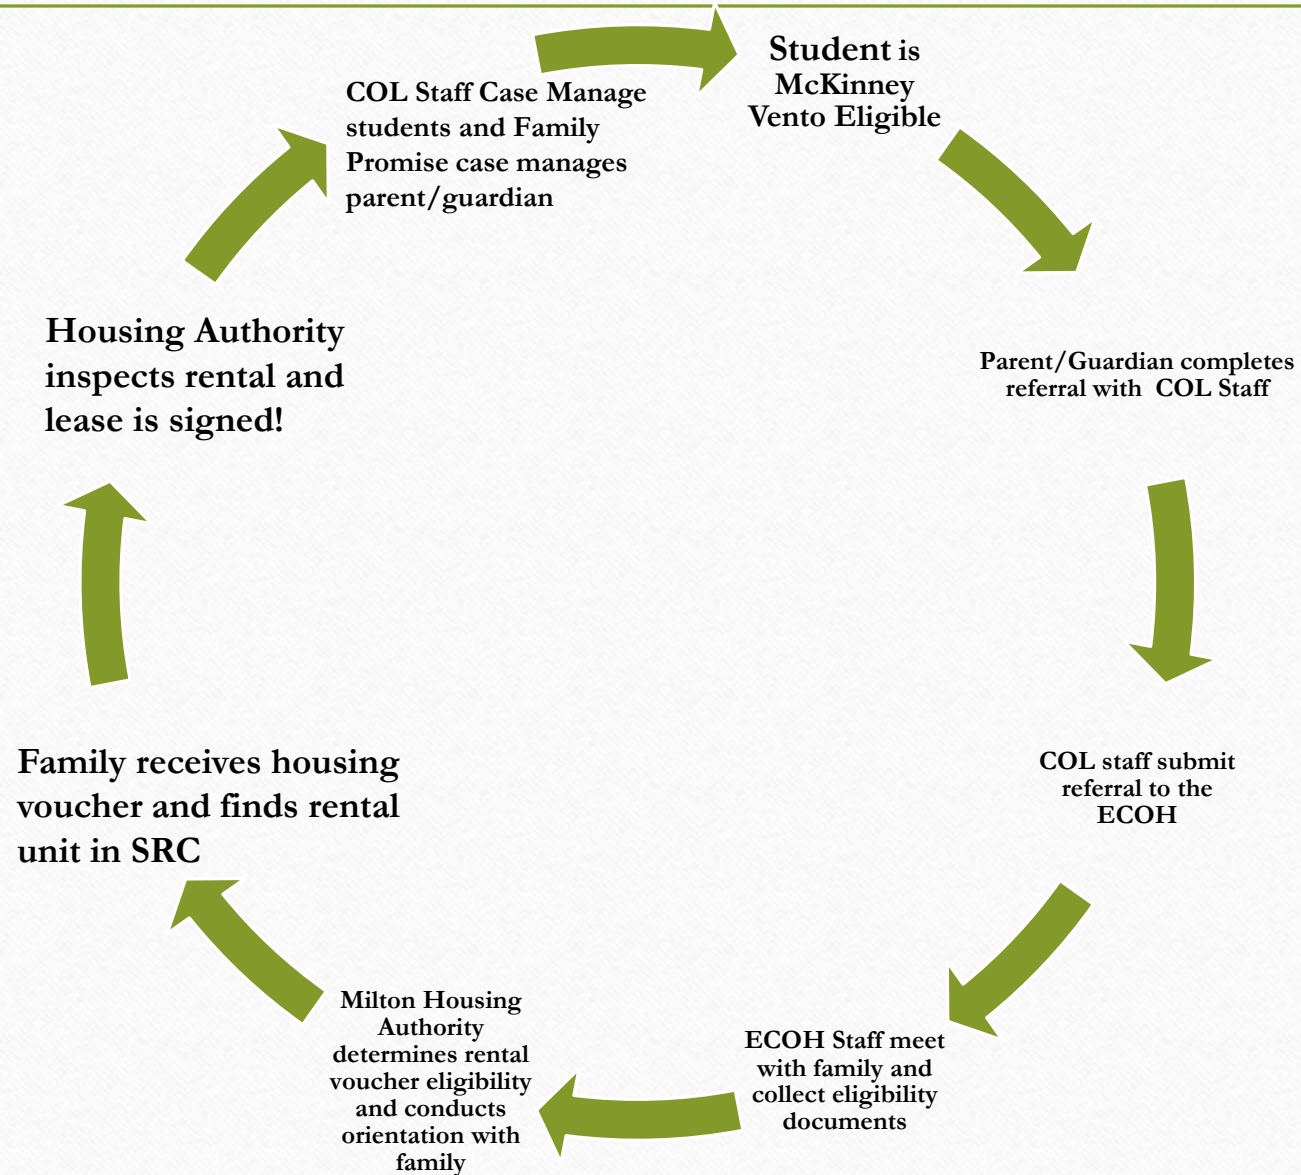 Student is
McKinney
Vento Eligible
Parent/Guardian completes
referral with COL Staff
COL staff submit
referral to the
ECOH
ECOH Staff meet
with family and
collect eligibility
documents
Milton Housing
Authority
determines rental
voucher eligibility
and conducts
orientation with
family
Family receives housing
voucher and finds rental
unit in SRC
Housing Authority
inspects rental and
lease is signed!
COL Staff Case Manage
students and Family
Promise case manages
parent/guardian